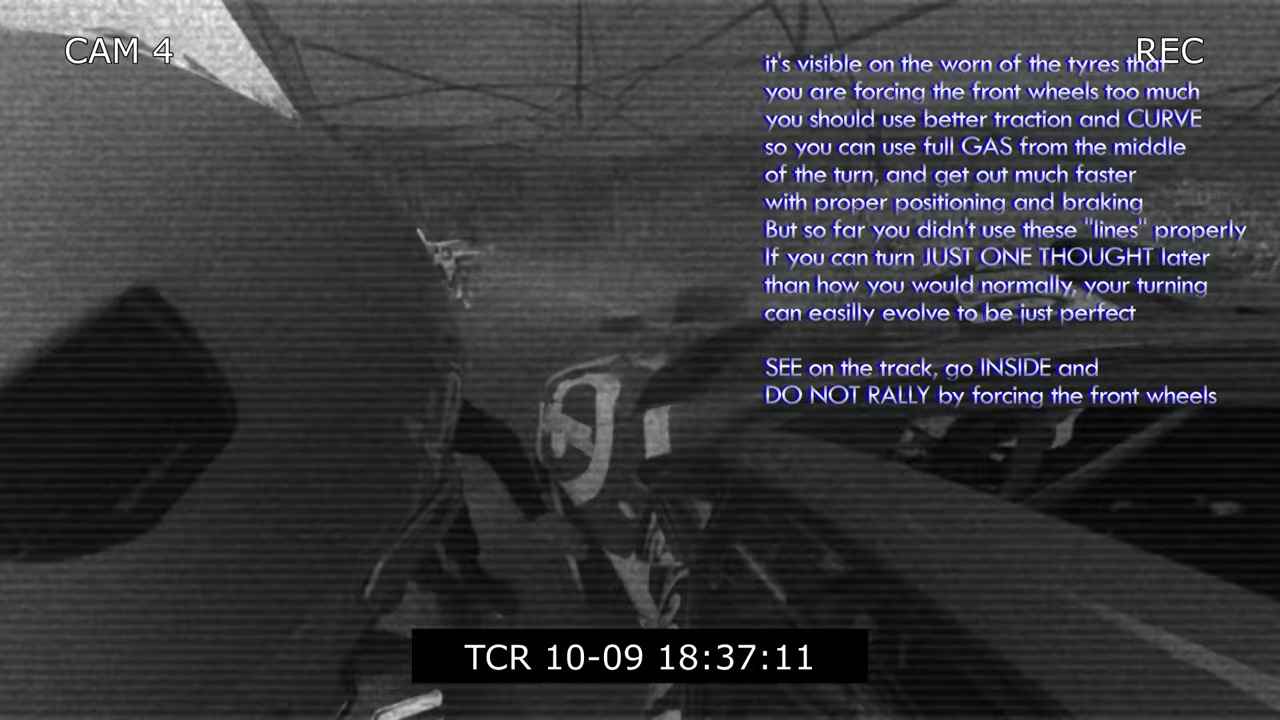 CAM 4
REC
it's visible on the worn of the tyres that
you are forcing the front wheels too much
you should use better traction and CURVE
so you can use full GAS from the middle
of the turn, and get out much faster
with proper positioning and braking
But so far you didn't use these "lines" properly
If you can turn JUST ONE THOUGHT later
than how you would normally, your turning
can easilly evolve to be just perfect
SEE on the track, go INSIDE and
DO NOT RALLY by forcing the front wheels
TCR 10-09 18:37:11